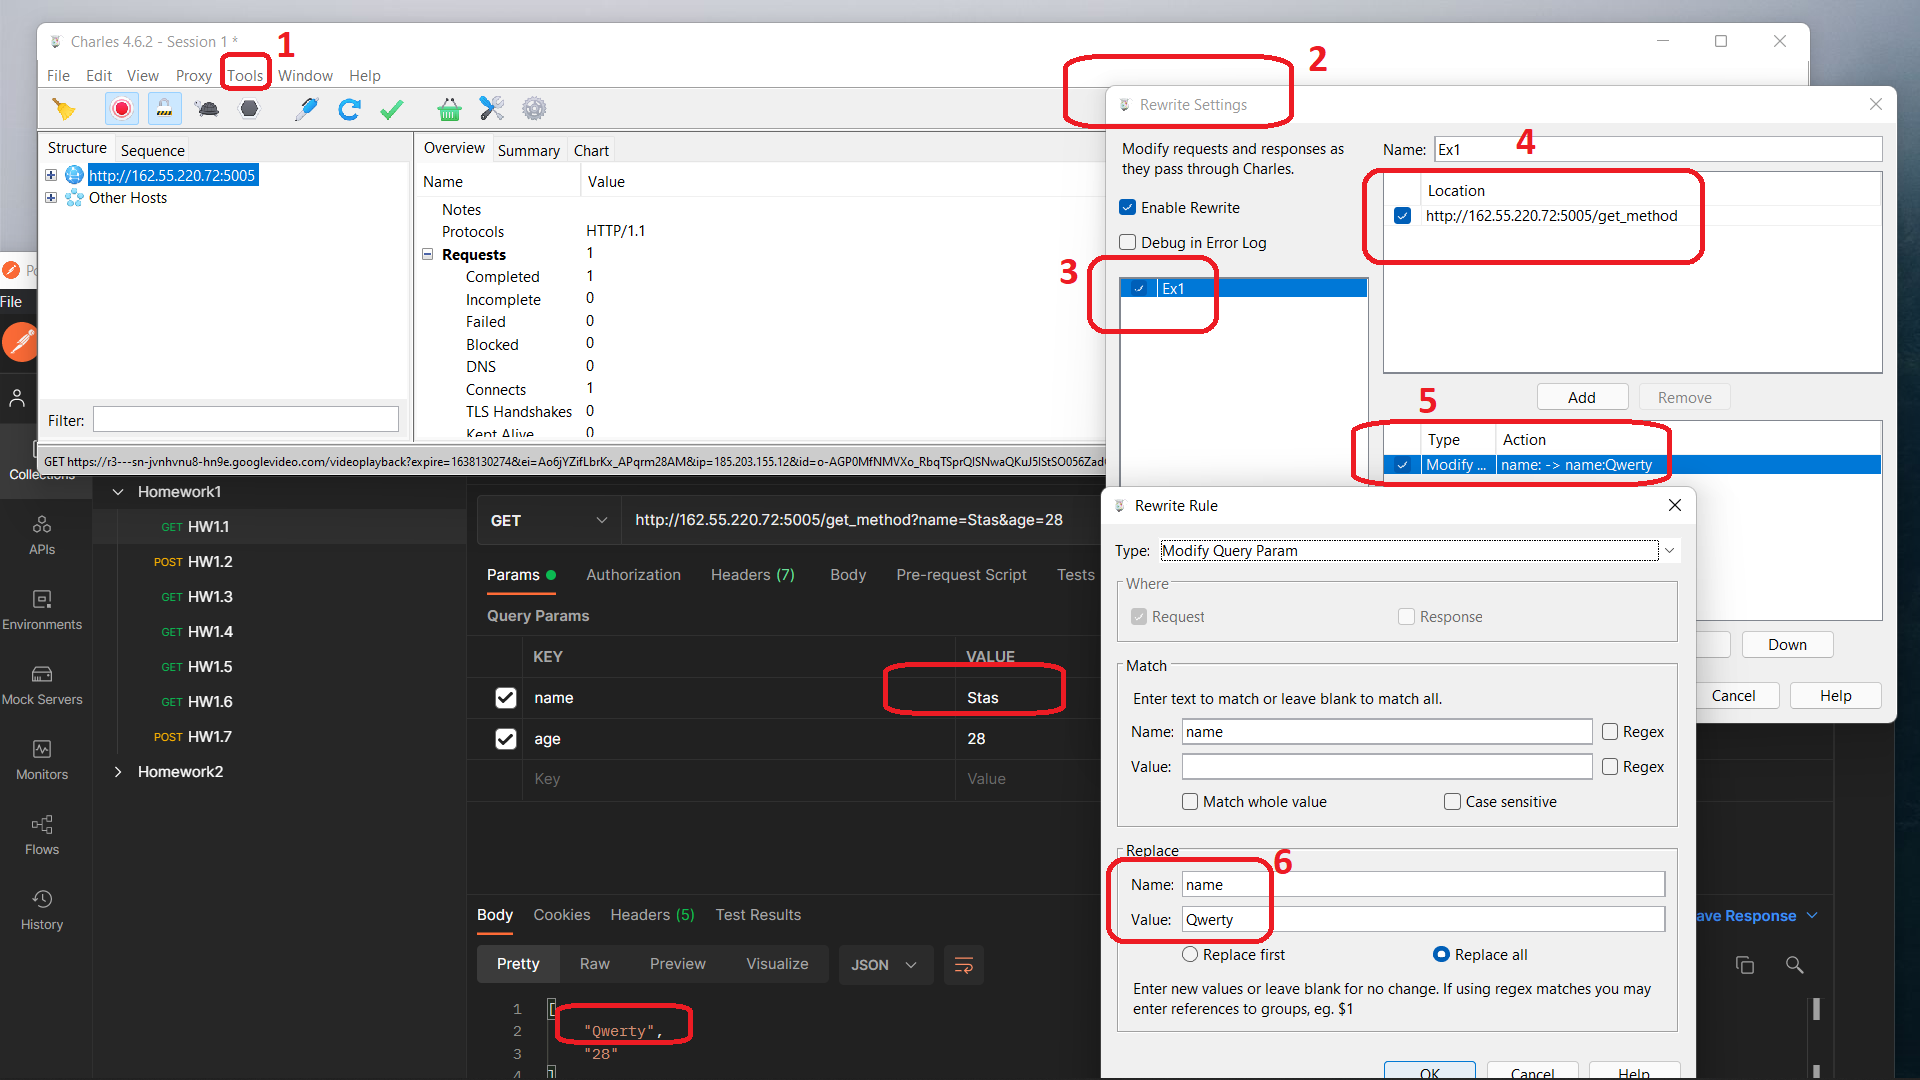 Charles 4.6.2 - Session 1 *
1
File Edit View Proxy Tools Window Help
Structure Sequence
http://162.55.220.72:5005
Other Hosts
Filter:
Overview Summary Chart
Name Value
Notes
Protocols HTTP/1.1
Requests 1
Completed 1
Incomplete 0
Failed 0
Blocked 0
DNS 0
Connects 1
TLS Handshakes 0
Kept Alive 0
GET https://r3---sn-jvnhvnu8-hn9e.googlevideo.com/videoplayback?expire=1638130274&ei=Ao6jYZifLbrKx_APqrm28AM&ip=185.203.155.12&id=o-AGP0MfNMVXo_RbqTSprQlSNwaQKuJ5lStSO056Zad
2
Rewrite Settings
Modify requests and responses as
they pass through Charles.
Enable Rewrite
Debug in Error Log
3
Ex1
Name: Ex1
4
Location
http://162.55.220.72:5005/get_method
Add Remove
5
Type Action
Modify ... name: -> name:Qwerty
Down
Cancel Help
Rewrite Rule
Type: Modify Query Param
Where
Request Response
Match
Enter text to match or leave blank to match all.
Name: name Regex
Value: Regex
Match whole value Case sensitive
Replace
6
Name: name
Value: Qwerty
Replace first Replace all
Enter new values or leave blank for no change. If using regex matches you may
enter references to groups, eg. $1
OK Cancel Help
Po
File
Collections
APIs
Environments
Mock Servers
Monitors
Flows
History
Homework1
GET HW1.1
POST HW1.2
GET HW1.3
GET HW1.4
GET HW1.5
GET HW1.6
POST HW1.7
Homework2
GET http://162.55.220.72:5005/get_method?name=Stas&age=28
Params Authorization Headers (7) Body Pre-request Script Tests
Query Params
KEY VALUE
name Stas
age 28
Key Value
Body Cookies Headers (5) Test Results
ave Response
Pretty Raw Preview Visualize JSON
1 [
2 "Qwerty",
3 "28"
4 ]